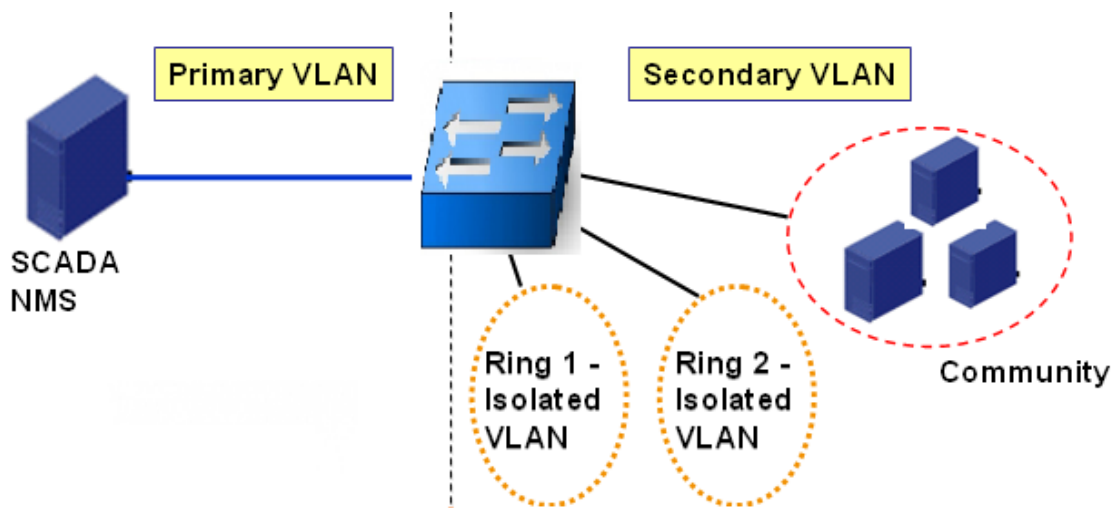 Primary VLAN
Secondary VLAN
SCADA
NMS
Ring 1 -
Isolated
VLAN
Ring 2 -
Isolated
VLAN
Community